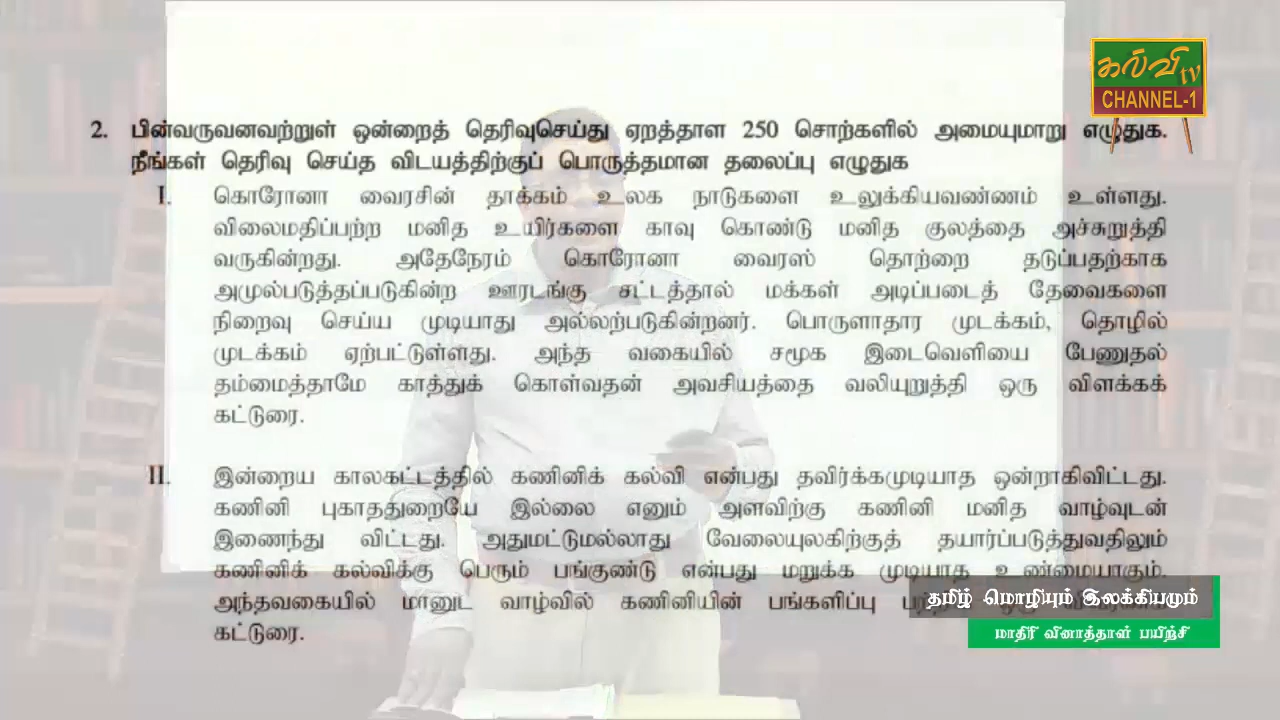 கல்வி tv
CHANNEL-1
2. பின்வருவனவற்றுள் ஒன்றைத் தெரிவுசெய்து ஏறத்தாள 250 சொற்களில் அமையுமாறு எழுதுக.
நீங்கள் தெரிவு செய்த விடயத்திற்குப் பொருத்தமான தலைப்பு எழுதுக
I. கொரோனா வைரசின் தாக்கம் உலக நாடுகளை உலுக்கியவண்ணம் உள்ளது.
விலைமதிப்பற்ற மனித உயிர்களை காவு கொண்டு மனித குலத்தை அச்சுறுத்தி
வருகின்றது. அதேநேரம் கொரோனா வைரஸ் தொற்றை தடுப்பதற்காக
அமுல்படுத்தப்படுகின்ற ஊரடங்கு சட்டத்தால் மக்கள் அடிப்படைத் தேவைகளை
நிறைவு செய்ய முடியாது அல்லற்படுகின்றனர். பொருளாதார முடக்கம், தொழில்
முடக்கம் ஏற்பட்டுள்ளது. அந்த வகையில் சமூக இடைவெளியை பேணுதல்
தம்மைத்தாமே காத்துக் கொள்வதன் அவசியத்தை வலியுறுத்தி ஒரு விளக்கக்
கட்டுரை.
II. இன்றைய காலகட்டத்தில் கணினிக் கல்வி என்பது தவிர்க்கமுடியாத ஒன்றாகிவிட்டது.
கணினி புகாததுறையே இல்லை எனும் அளவிற்கு கணினி மனித வாழ்வுடன்
இணைந்து விட்டது. அதுமட்டுமல்லாது வேலையுலகிற்குத் தயார்படுத்துவதிலும்
கணினிக் கல்விக்கு பெரும் பங்குண்டு என்பது மறுக்க முடியாத உண்மையாகும்.
அந்தவகையில் மானுட வாழ்வில் கணினியின் பங்களிப்பு
கட்டுரை.
தமிழ் மொழியும் இலக்கியமும்
மாதிரி வினாத்தாள் பயிற்சி